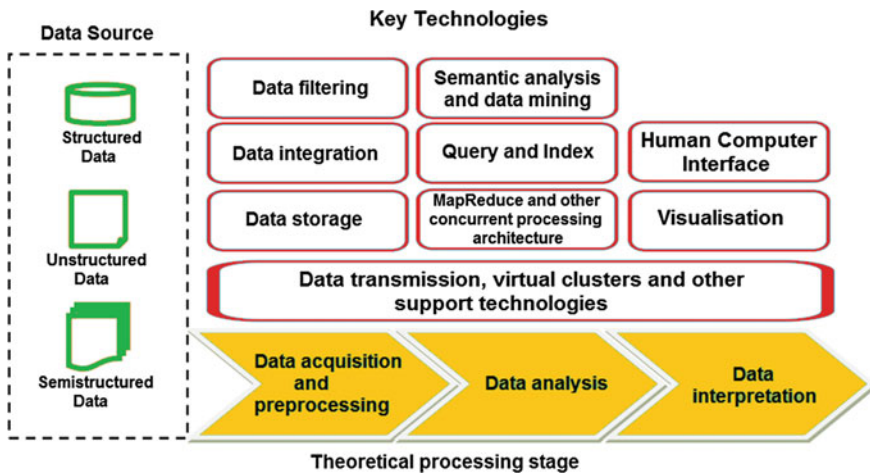 Key Technologies
Data Source
Structured
Data
Unstructured
Data
Semistructured
Data
Data filtering
Semantic analysis
and data mining
Data integration
Query and Index
Human Computer
Interface
Data storage
MapReduce and other
concurrent processing
architecture
Visualisation
Data transmission, virtual clusters and other
support technologies
Data acquisition
and
preprocessing
Data analysis
Data
interpretation
Theoretical processing stage